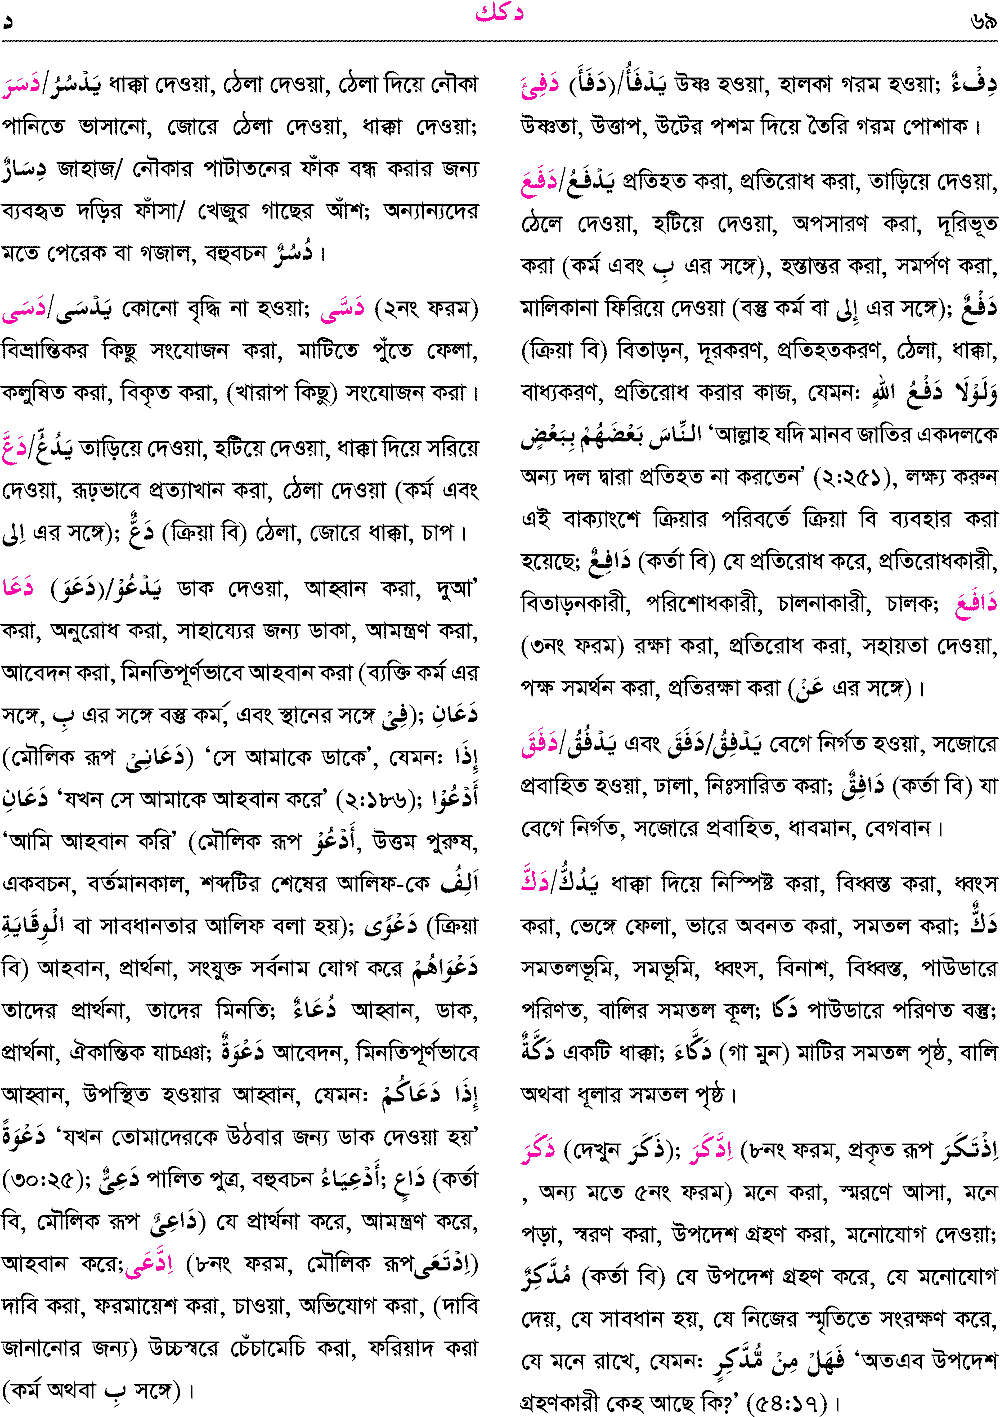 د
دكك
৬৯
دَسَرَ/يَدْسُرُ ধাক্কা দেওয়া, ঠেলা দেওয়া, ঠেলা দিয়ে নৌকা
পানিতে ভাসানো, জোরে ঠেলা দেওয়া, ধাক্কা দেওয়া;
دِسَارٌ জাহাজ/ নৌকার পাটাতনের ফাঁক বন্ধ করার জন্য
ব্যবহৃত দড়ির ফাঁসা/ খেজুর গাছের আঁশ; অন্যান্যদের
মতে পেরেক বা গজাল, বহুবচন دُسُرٌ ।
دَسَى/يَدْسَى কোনো বৃদ্ধি না হওয়া; دَسَّى (২নং ফরম)
বিভ্রান্তিকর কিছু সংযোজন করা, মাটিতে পুঁতে ফেলা,
কলুষিত করা, বিকৃত করা, (খারাপ কিছু) সংযোজন করা ।
دَعَّ/يَدُعُّ তাড়িয়ে দেওয়া, হটিয়ে দেওয়া, ধাক্কা দিয়ে সরিয়ে
দেওয়া, রূঢ়ভাবে প্রত্যাখান করা, ঠেলা দেওয়া (কর্ম এবং
اِلى এর সঙ্গে); دَعٌّ (ক্রিয়া বি) ঠেলা, জোরে ধাক্কা, চাপ ।
دَعَا (دَعَوَ)/يَدْعُوْ ডাক দেওয়া, আহ্বান করা, দুআ’
করা, অনুরোধ করা, সাহায্যের জন্য ডাকা, আমন্ত্রণ করা,
আবেদন করা, মিনতিপূর্ণভাবে আহবান করা (ব্যক্তি কর্ম এর
সঙ্গে, بِ এর সঙ্গে বস্তু কর্ম, এবং স্থানের সঙ্গে فِىْ); دَعَانِ
(মৌলিক রূপ دَعَانِىْ) ‘সে আমাকে ডাকে’, যেমন: إِذَا
دَعَانِ ‘যখন সে আমাকে আহবান করে’ (২:১৮৬); أَدْعُوْا
‘আমি আহবান করি’ (মৌলিক রূপ أَدْعُوْ, উত্তম পুরুষ,
একবচন, বর্তমানকাল, শব্দটির শেষের আলিফ-কে اَلِفُ
الْوِقَايَةِ বা সাবধানতার আলিফ বলা হয়); دَعْوٰى (ক্রিয়া
বি) আহবান, প্রার্থনা, সংযুক্ত সর্বনাম যোগ করে دَعْوَاهُمْ
তাদের প্রার্থনা, তাদের মিনতি; دُعَاءٌ আহ্বান, ডাক,
প্রার্থনা, ঐকান্তিক যাচ্ঞা; دَعْوَةٌ আবেদন, মিনতিপূর্ণভাবে
আহ্বান, উপস্থিত হওয়ার আহ্বান, যেমন: إِذَا دَعَاكُمْ
دَعْوَةً ‘যখন তোমাদেরকে উঠবার জন্য ডাক দেওয়া হয়’
(৩০:২৫); دَعِىٌّ পালিত পুত্র, বহুবচন أَدْعِيَاءُ; دَاعٍ (কর্তা
বি, মৌলিক রূপ دَاعِىٌ) যে প্রার্থনা করে, আমন্ত্রণ করে,
আহবান করে; اِدَّعَى (৮নং ফরম, মৌলিক রূপ اِدْتَعَى)
দাবি করা, ফরমায়েশ করা, চাওয়া, অভিযোগ করা, (দাবি
জানানোর জন্য) উচ্চস্বরে চেঁচামেচি করা, ফরিয়াদ করা
(কর্ম অথবা بِ সঙ্গে) ।
دَفِئَ (دَفَأَ)/يَدْفَأُ উষ্ণ হওয়া, হালকা গরম হওয়া; دِفْءٌ
উষ্ণতা, উত্তাপ, উটের পশম দিয়ে তৈরি গরম পোশাক ।
دَفَعَ/يَدْفَعُ প্রতিহত করা, প্রতিরোধ করা, তাড়িয়ে দেওয়া,
ঠেলে দেওয়া, হটিয়ে দেওয়া, অপসারণ করা, দূরিভূত
করা (কর্ম এবং بِ এর সঙ্গে), হস্তান্তর করা, সমর্পণ করা,
মালিকানা ফিরিয়ে দেওয়া (বস্তু কর্ম বা إِلى এর সঙ্গে); دَفْعٌ
(ক্রিয়া বি) বিতাড়ন, দূরকরণ, প্রতিহতকরণ, ঠেলা, ধাক্কা,
বাধ্যকরণ, প্রতিরোধ করার কাজ, যেমন: وَلَوْلَا دَفْعُ اللهِ
النَّاسَ بَعْضَهُمْ بِبَعْضٍ ‘আল্লাহ যদি মানব জাতির একদলকে
অন্য দল দ্বারা প্রতিহত না করতেন’ (২:২৫১), লক্ষ্য করুন
এই বাক্যাংশে ক্রিয়ার পরিবর্তে ক্রিয়া বি ব্যবহার করা
হয়েছে; دَافِعٌ (কর্তা বি) যে প্রতিরোধ করে, প্রতিরোধকারী,
বিতাড়নকারী, পরিশোধকারী, চালনাকারী, চালক; دَافَعَ
(৩নং ফরম) রক্ষা করা, প্রতিরোধ করা, সহায়তা দেওয়া,
পক্ষ সমর্থন করা, প্রতিরক্ষা করা (عَنْ এর সঙ্গে) ।
دَفَقَ/يَدْفُقُ এবং دَفَقَ/يَدْفِقُ বেগে নির্গত হওয়া, সজোরে
প্রবাহিত হওয়া, ঢালা, নিঃসারিত করা; دَافِقٌ (কর্তা বি) যা
বেগে নির্গত, সজোরে প্রবাহিত, ধাবমান, বেগবান ।
دَكَّ/يَدُكُّ ধাক্কা দিয়ে নিস্পিষ্ট করা, বিধ্বস্ত করা, ধ্বংস
করা, ভেঙ্গে ফেলা, ভারে অবনত করা, সমতল করা; دَكٌّ
সমতলভূমি, সমভূমি, ধ্বংস, বিনাশ, বিধ্বস্ত, পাউডারে
পরিণত, বালির সমতল কূল; دَكا পাউডারে পরিণত বস্তু;
دَكَّةٌ একটি ধাক্কা; دَكَّاءَ (গা মুন) মাটির সমতল পৃষ্ঠ, বালি
অথবা ধূলার সমতল পৃষ্ঠ ।
دَكَرَ (দেখুন ذَكَرَ); اِدَّكَرَ (৮নং ফরম, প্রকৃত রূপ اِذْتَكَرَ
, অন্য মতে ৫নং ফরম) মনে করা, স্মরণে আসা, মনে
পড়া, স্বরণ করা, উপদেশ গ্রহণ করা, মনোযোগ দেওয়া;
مُدَّكِرٌ (কর্তা বি) যে উপদেশ গ্রহণ করে, যে মনোযোগ
দেয়, যে সাবধান হয়, যে নিজের স্মৃতিতে সংরক্ষণ করে,
যে মনে রাখে, যেমন: فَهَلْ مِنْ مُّدَّكِرٍ ‘অতএব উপদেশ
গ্রহণকারী কেহ আছে কি?’ (৫৪:১৭) ।